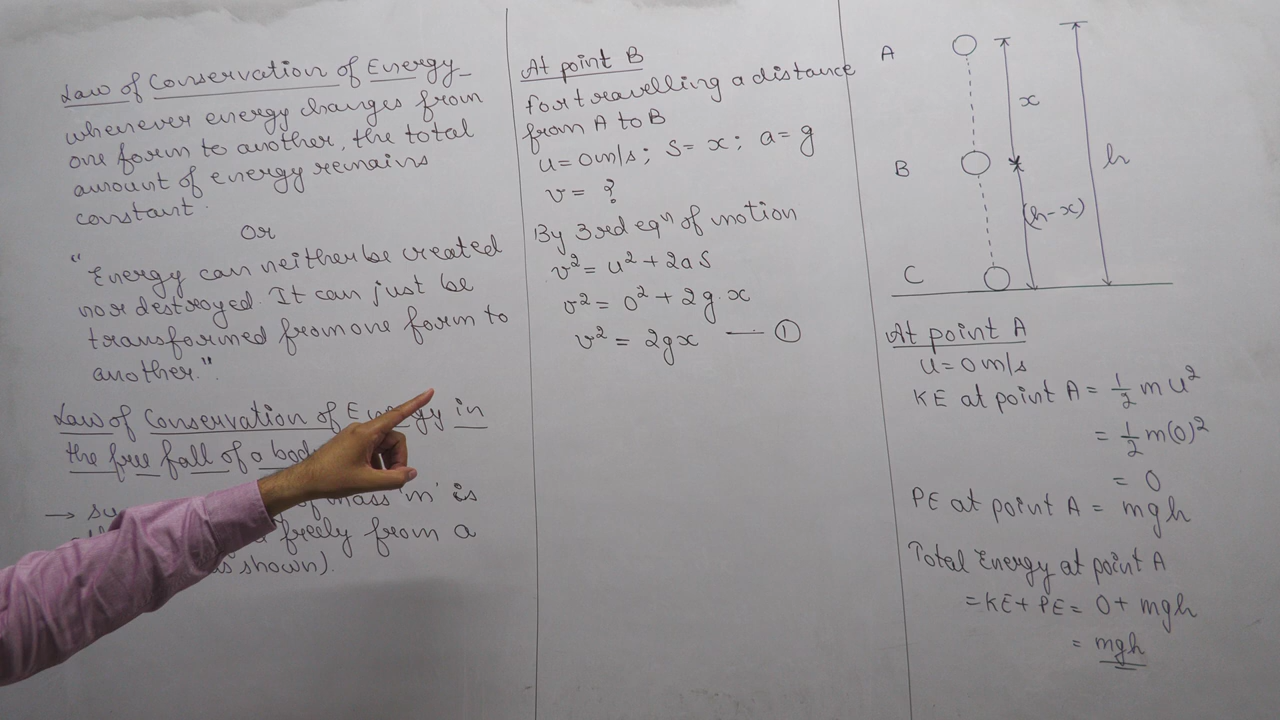 Law of Conservation of Energy-
whenever energy changes from
one form to another, the total
amount of energy remains
constant.
Or
"Energy can neither be created
nor destroyed. It can just be
transformed from one form to
another."
Law of Conservation of Energy in
the free fall of a body
→ of mass 'm' is
freely from a
as shown).
At point B
for travelling a distance
from A to B
u = 0 m/s ; S = x ; a = g
v = ?
By 3rd eqⁿ of motion
v² = u² + 2aS
v² = 0² + 2g.x
v² = 2gx — ①
A
x
h
B
(h-x)
C
At point A
u = 0 m/s
KE at point A = 1/2 m u²
= 1/2 m(0)²
= 0
PE at point A = mgh
Total Energy at point A
= KE + PE = 0 + mgh
= mgh